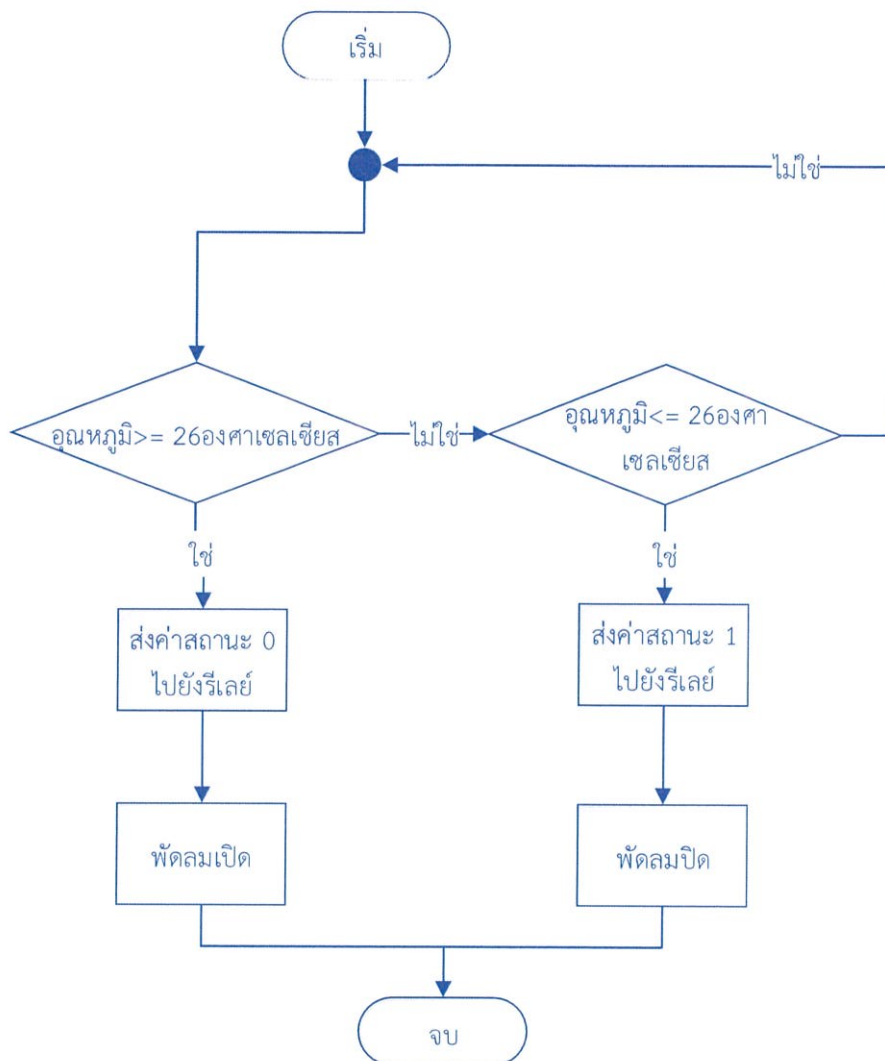 เริ่ม
ไม่ใช่
อุณหภูมิ>= 26องศาเซลเซียส
ไม่ใช่
อุณหภูมิ<= 26องศา
เซลเซียส
ใช่
ใช่
ส่งค่าสถานะ 0
ไปยังรีเลย์
ส่งค่าสถานะ 1
ไปยังรีเลย์
พัดลมเปิด
พัดลมปิด
จบ